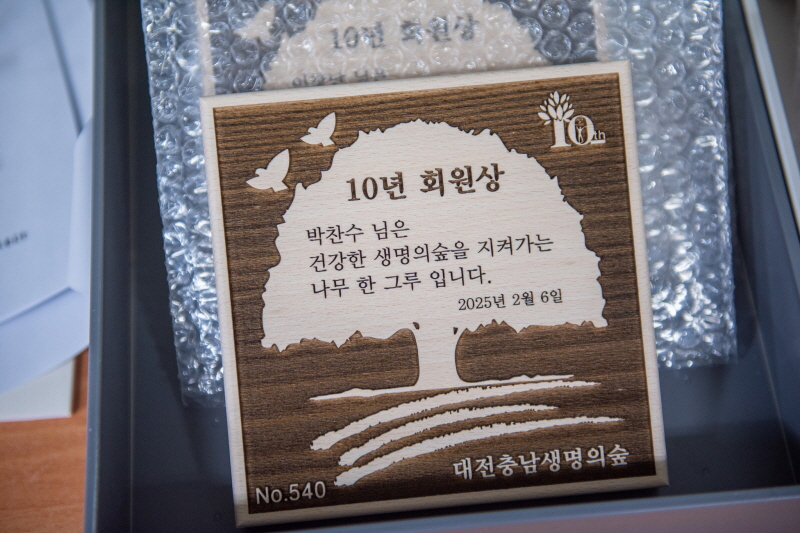 10년 회원상
10th
10년 회원상
박찬수 님은
건강한 생명의숲을 지켜가는
나무 한 그루 입니다.
2025년 2월 6일
대전충남생명의숲
No.540